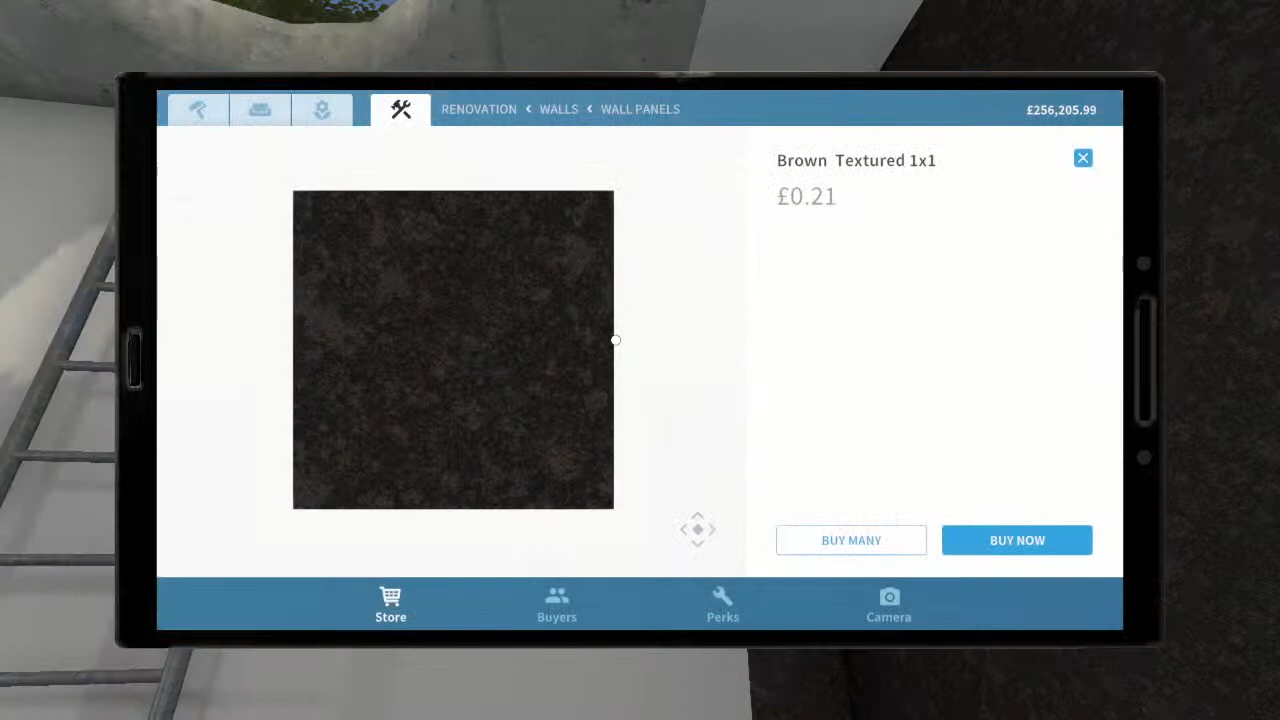 RENOVATION < WALLS < WALL PANELS
£256,205.99
Brown Textured 1x1
£0.21
BUY MANY
BUY NOW
Store
Buyers
Perks
Camera